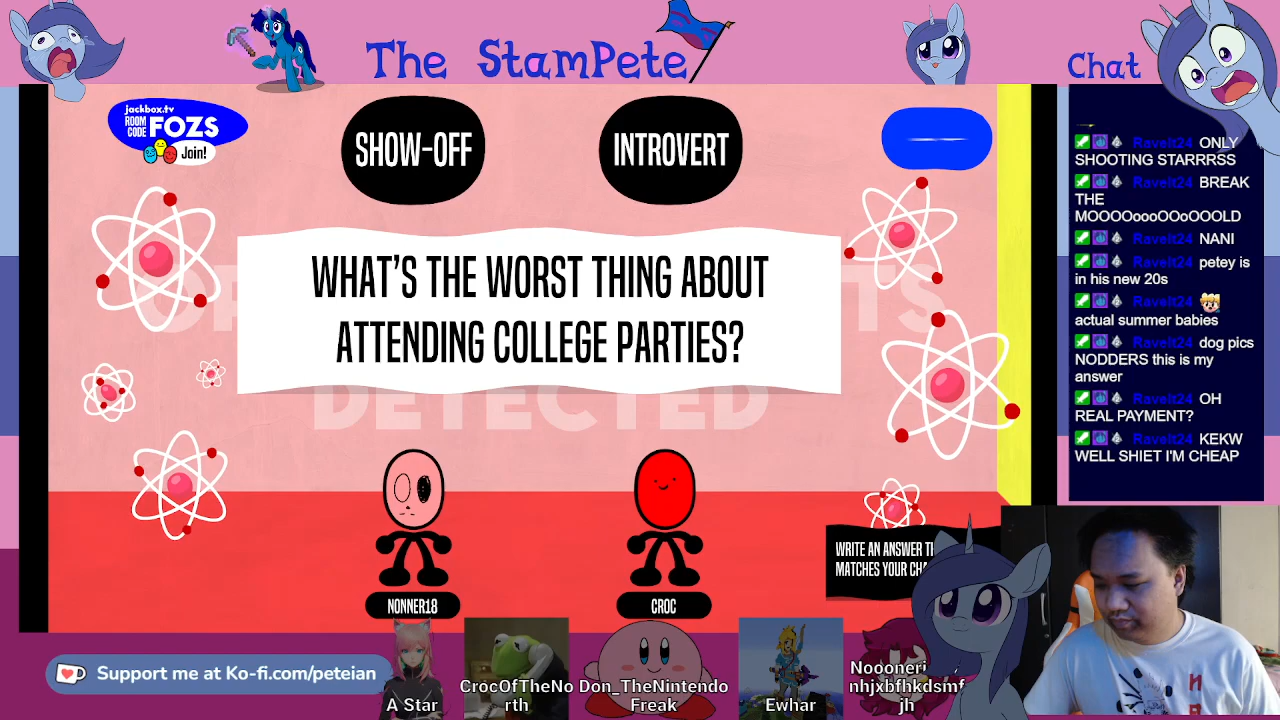 The StamPete
Chat
jackbox.tv
ROOM
CODE
FOZS
Join!
SHOW-OFF
INTROVERT
WHAT'S THE WORST THING ABOUT
ATTENDING COLLEGE PARTIES?
DETECTED
NONNER18
CROC
WRITE AN ANSWER
MATCHES YOUR
Support me at Ko-fi.com/peteian
A Star
CrocOfTheNo
rth
Don_TheNintendo
Freak
Ewhar
Noooneri
nhjxbfhkdsmf
jh
Ravelt24 ONLY
SHOOTING STARRRSS
Ravelt24 BREAK
THE
MOOOOoooOOoOOOLD
Ravelt24 NANI
Ravelt24 petey is
in his new 20s
Ravelt24
actual summer babies
Ravelt24 dog pics
NODDERS this is my
answer
Ravelt24 OH
REAL PAYMENT?
Ravelt24 KEKW
WELL SHIET I'M CHEAP